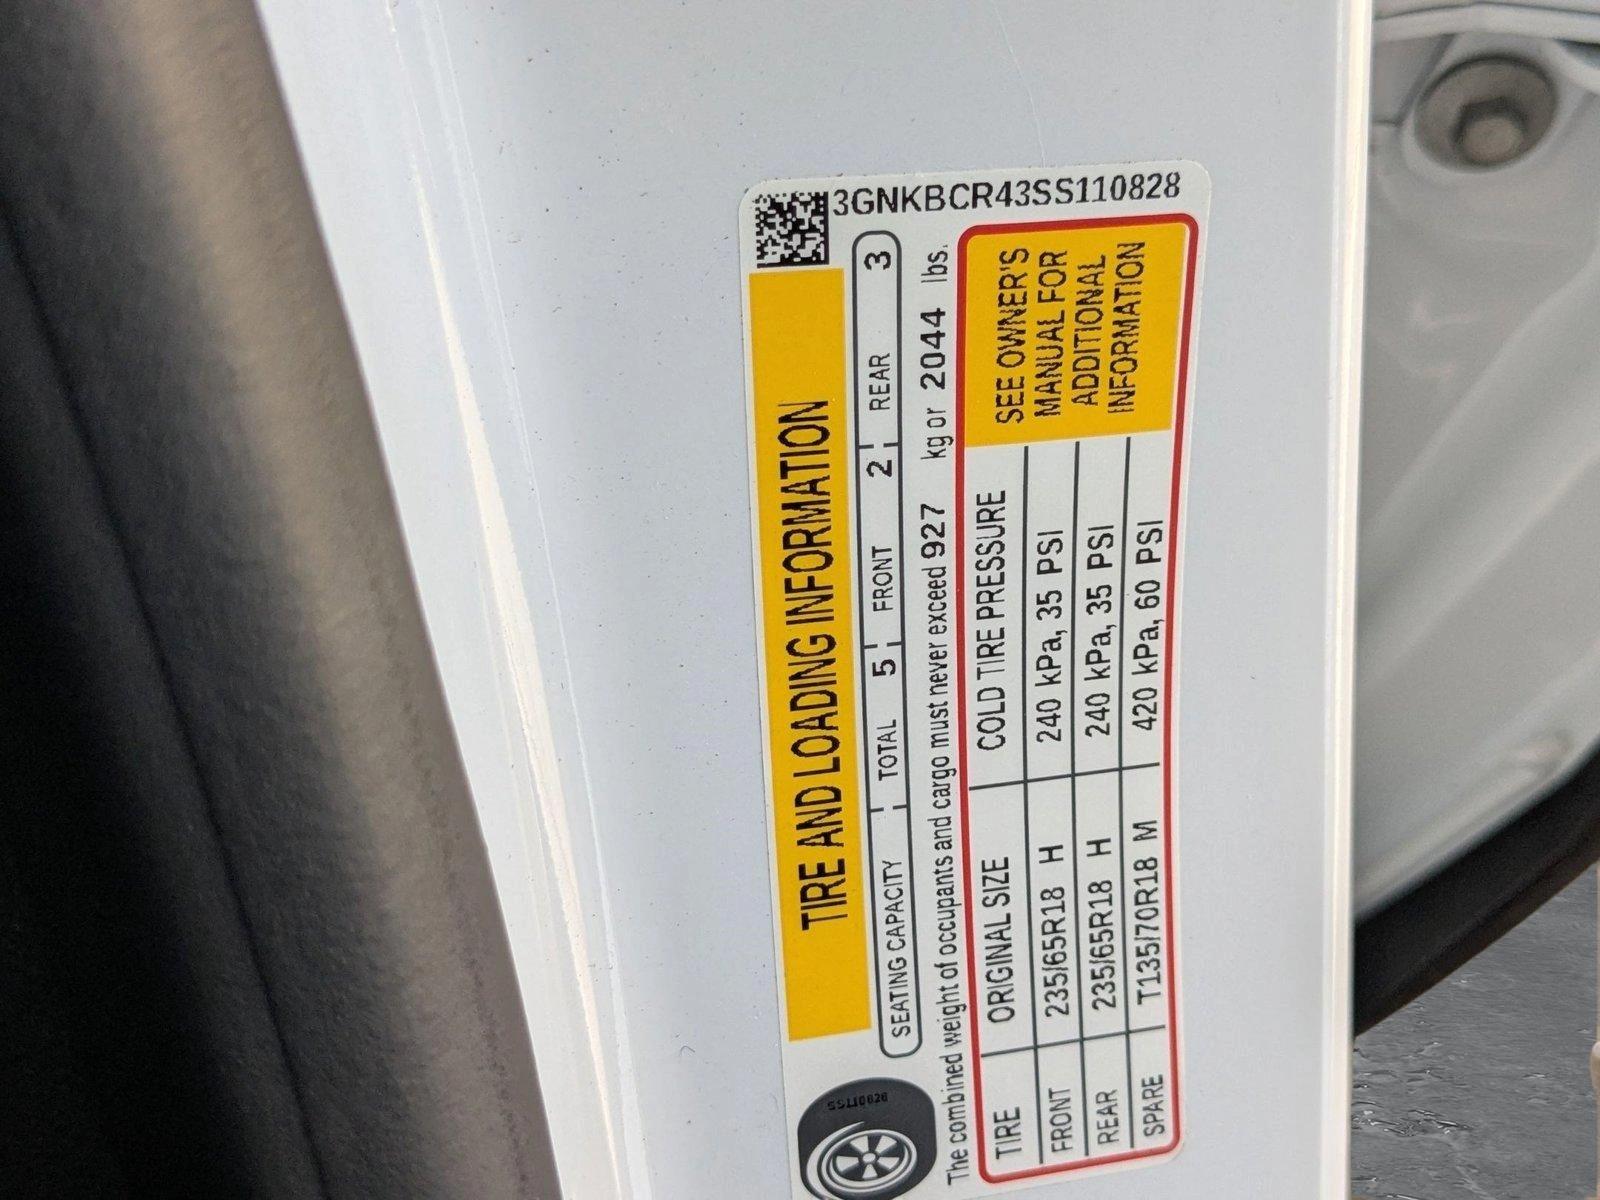 3GNKBCR43SS110828
TIRE AND LOADING INFORMATION
SEATING CAPACITY TOTAL 5 FRONT 2 REAR 3
The combined weight of occupants and cargo must never exceed 927 kg or 2044 lbs.
TIRE ORIGINAL SIZE COLD TIRE PRESSURE
FRONT 235/65R18 H 240 kPa, 35 PSI
REAR 235/65R18 H 240 kPa, 35 PSI
SPARE T135/70R18 M 420 kPa, 60 PSI
SEE OWNER'S
MANUAL FOR
ADDITIONAL
INFORMATION
SS110828